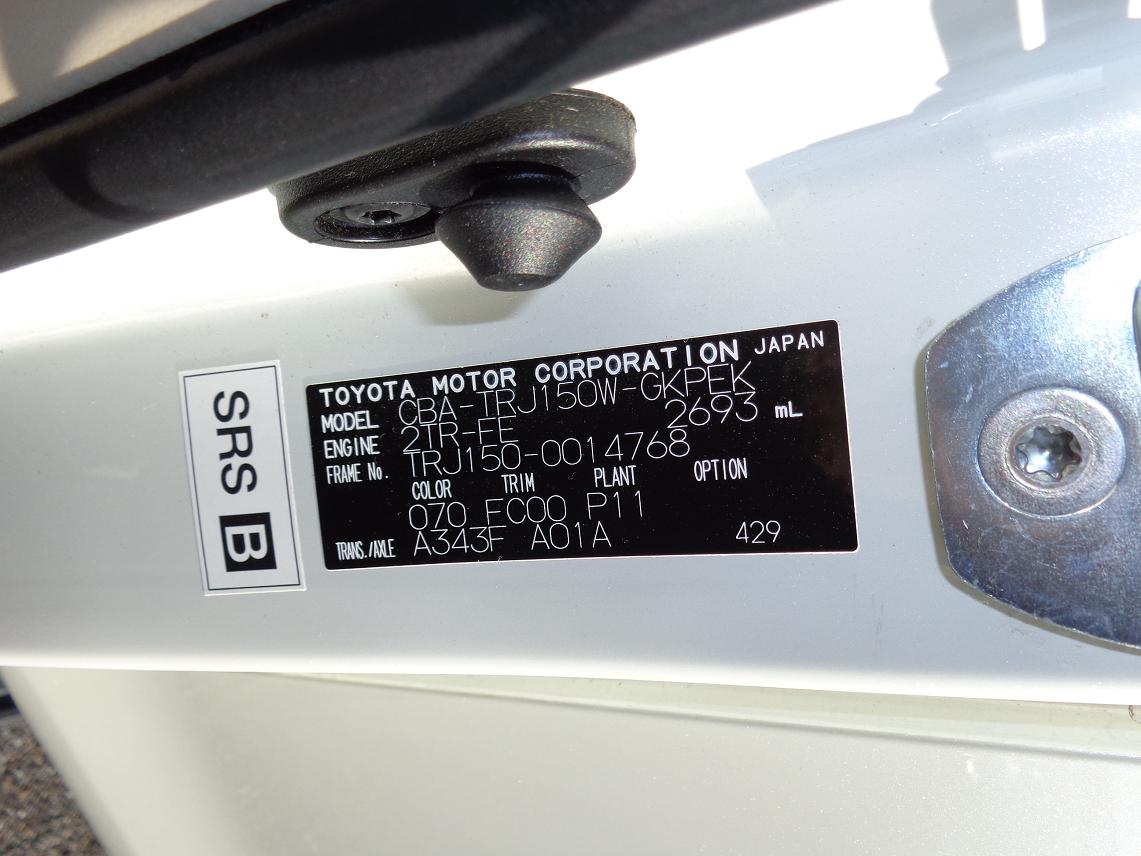 SRS B
TOYOTA MOTOR CORPORATION JAPAN
MODEL CBA-TRJ150W-GKPEK
ENGINE 2TR-FE 2693 mL
FRAME No. TRJ150-0014768
COLOR TRIM PLANT OPTION
070 FC00 P11
TRANS./AXLE A343F A01A 429